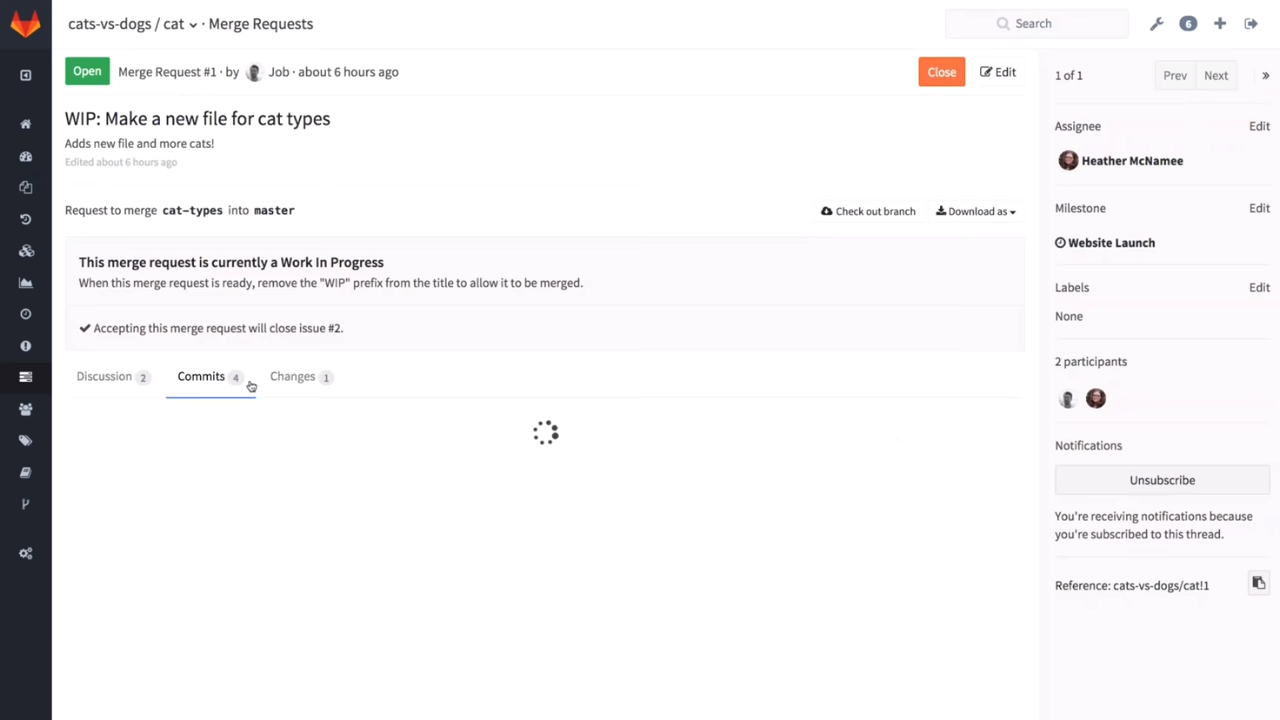 cats-vs-dogs / cat · Merge Requests
Search
6
Open
Merge Request #1 · by Job · about 6 hours ago
Close
Edit
1 of 1
Prev
Next
»
WIP: Make a new file for cat types
Adds new file and more cats!
Edited about 6 hours ago
Assignee
Edit
Heather McNamee
Request to merge cat-types into master
Check out branch
Download as
Milestone
Edit
Website Launch
This merge request is currently a Work In Progress
When this merge request is ready, remove the "WIP" prefix from the title to allow it to be merged.
Labels
Edit
None
Accepting this merge request will close issue #2.
Discussion 2
Commits 4
Changes 1
2 participants
Notifications
Unsubscribe
You're receiving notifications because
you're subscribed to this thread.
Reference: cats-vs-dogs/cat!1